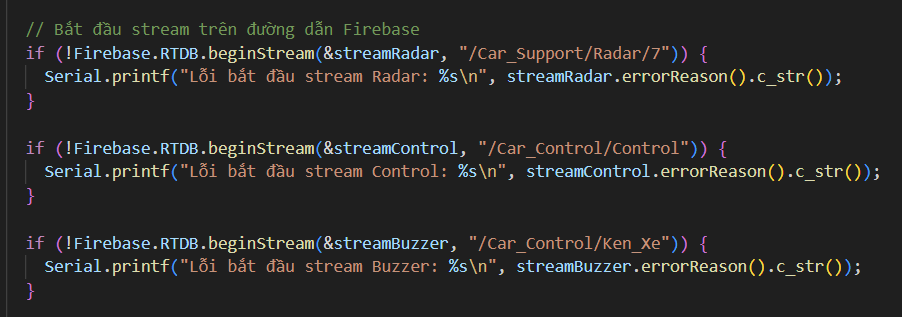 // Bắt đầu stream trên đường dẫn Firebase
if (!Firebase.RTDB.beginStream(&streamRadar, "/Car_Support/Radar/7")) {
  Serial.printf("Lỗi bắt đầu stream Radar: %s\n", streamRadar.errorReason().c_str());
}
if (!Firebase.RTDB.beginStream(&streamControl, "/Car_Control/Control")) {
  Serial.printf("Lỗi bắt đầu stream Control: %s\n", streamControl.errorReason().c_str());
}
if (!Firebase.RTDB.beginStream(&streamBuzzer, "/Car_Control/Ken_Xe")) {
  Serial.printf("Lỗi bắt đầu stream Buzzer: %s\n", streamBuzzer.errorReason().c_str());
}